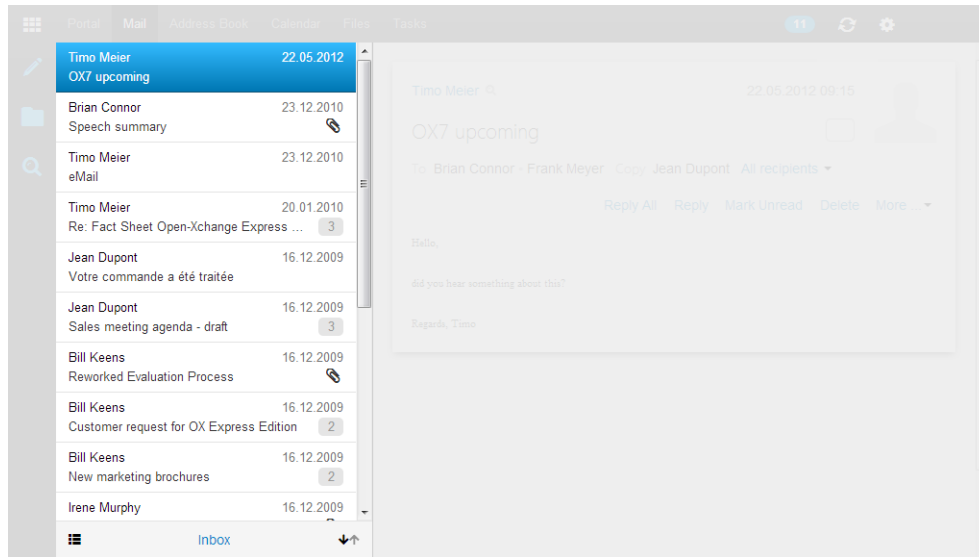 Portal Mail Address Book Calendar Files Tasks 11
Timo Meier 22.05.2012
OX7 upcoming
Brian Connor 23.12.2010
Speech summary
Timo Meier 23.12.2010
eMail
Timo Meier 20.01.2010
Re: Fact Sheet Open-Xchange Express ... 3
Jean Dupont 16.12.2009
Votre commande a été traitée
Jean Dupont 16.12.2009
Sales meeting agenda - draft 3
Bill Keens 16.12.2009
Reworked Evaluation Process
Bill Keens 16.12.2009
Customer request for OX Express Edition 2
Bill Keens 16.12.2009
New marketing brochures 2
Irene Murphy 16.12.2009
Inbox
Timo Meier 22.05.2012 09:15
OX7 upcoming
To: Brian Connor - Frank Meyer Copy: Jean Dupont All recipients
Reply All Reply Mark Unread Delete More ...
Hello,
did you hear something about this?
Regards, Timo